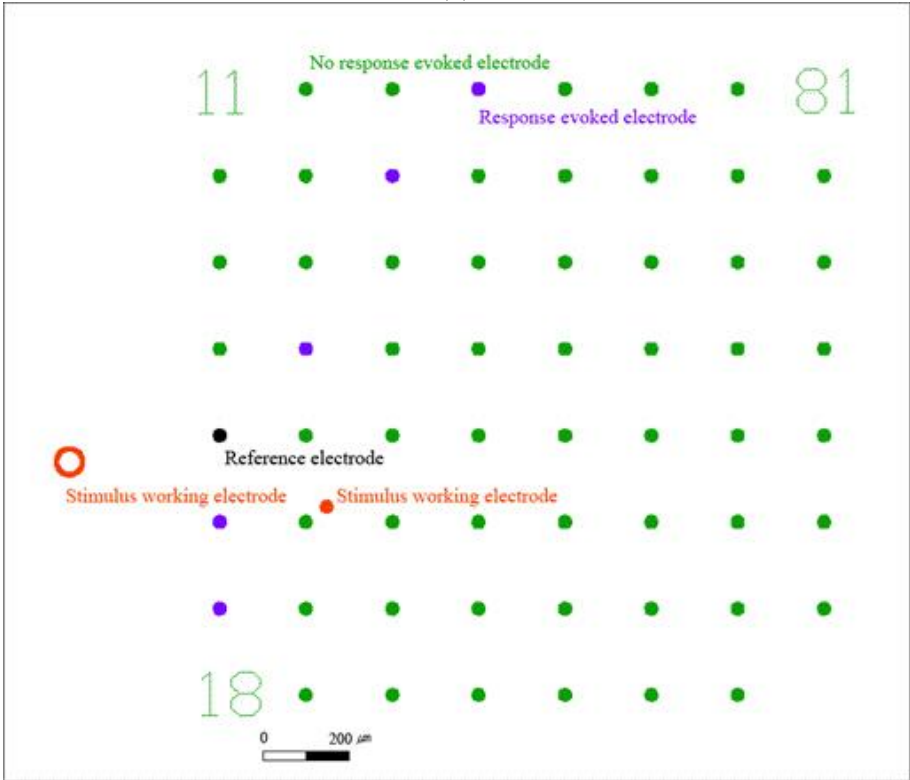 No response evoked electrode
11
81
Response evoked electrode
Reference electrode
Stimulus working electrode
Stimulus working electrode
18
0 200 μm